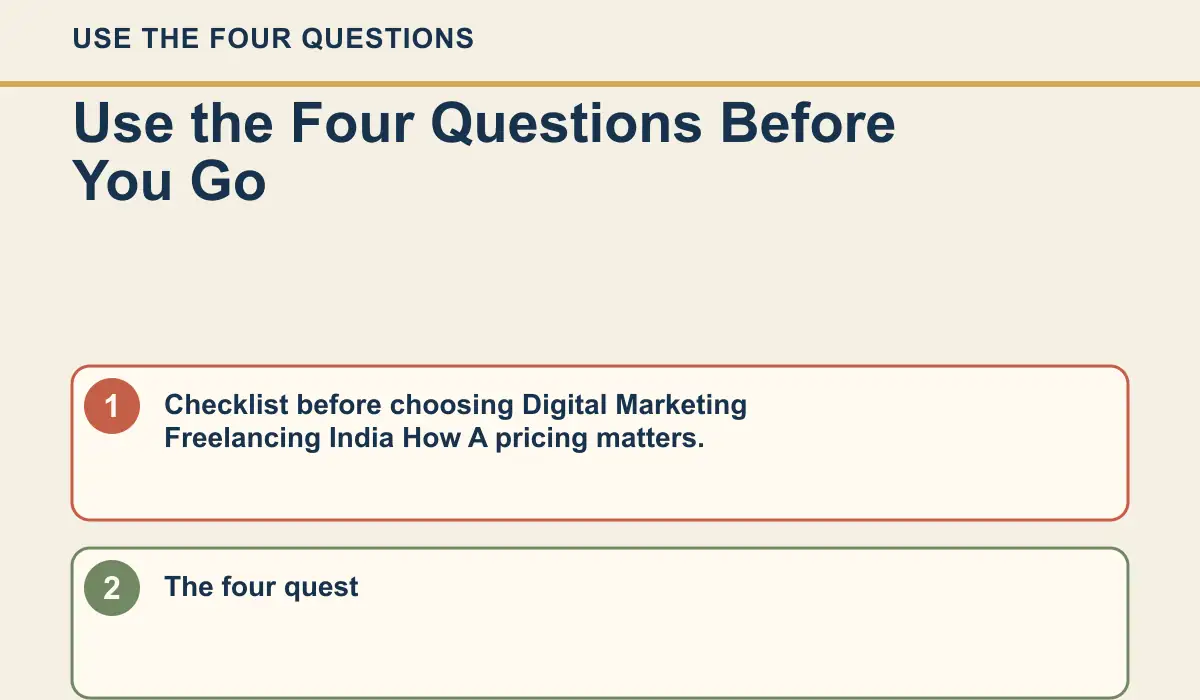 USE THE FOUR QUESTIONS
Use the Four Questions Before
You Go
1
Checklist before choosing Digital Marketing
Freelancing India How A pricing matters.
2
The four quest